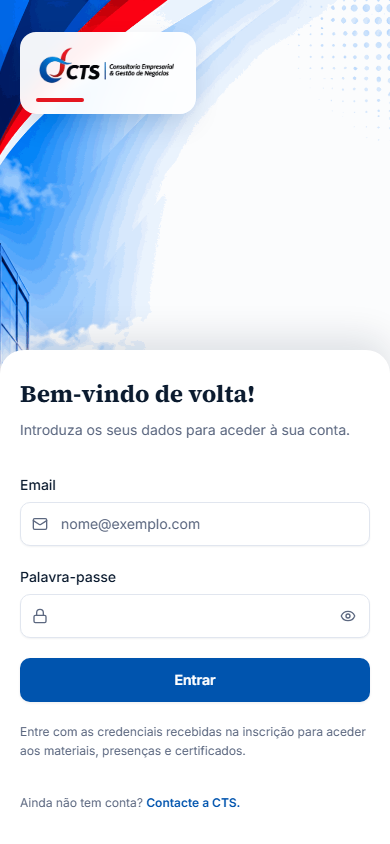 CTS
Consultoria Empresarial
& Gestão de Negócios
Bem-vindo de volta!
Introduza os seus dados para aceder à sua conta.
Email
nome@exemplo.com
Palavra-passe
Entrar
Entre com as credenciais recebidas na inscrição para aceder
aos materiais, presenças e certificados.
Ainda não tem conta? Contacte a CTS.